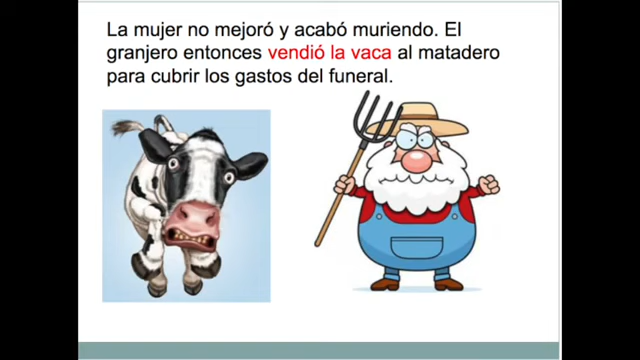 La mujer no mejoró y acabó muriendo. El
granjero entonces vendió la vaca al matadero
para cubrir los gastos del funeral.